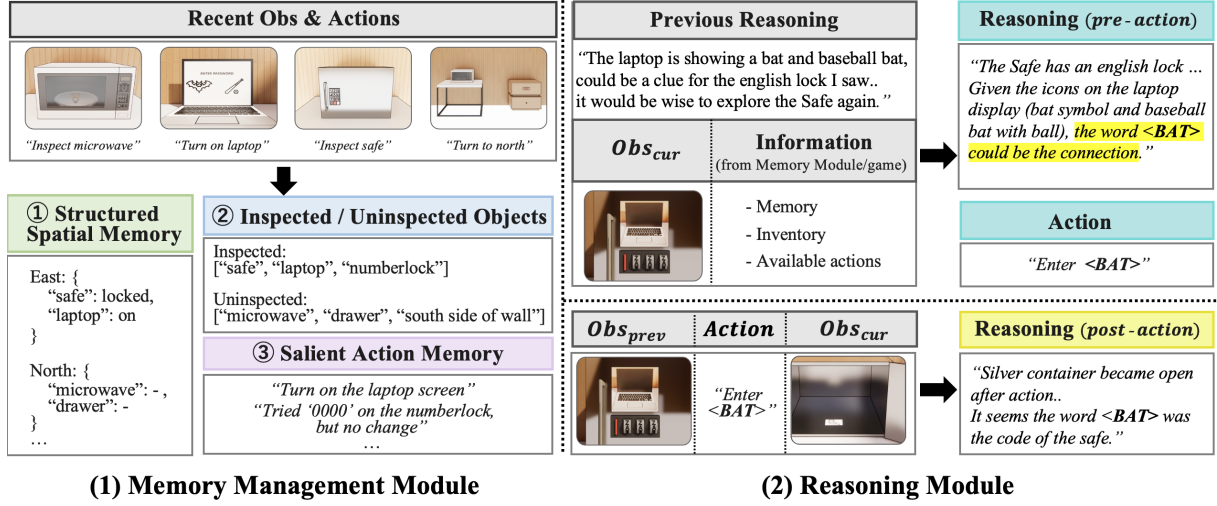 Recent Obs & Actions
ENTER PASSWORD
“Inspect microwave”
“Turn on laptop”
“Inspect safe”
“Turn to north”
① Structured
Spatial Memory
East: {
“safe”: locked,
“laptop”: on
}
North: {
“microwave”: - ,
“drawer”: -
}
…
② Inspected / Uninspected Objects
Inspected:
[“safe”, “laptop”, “numberlock”]
Uninspected:
[“microwave”, “drawer”, “south side of wall”]
③ Salient Action Memory
“Turn on the laptop screen”
“Tried ‘0000’ on the numberlock,
but no change”
…
(1) Memory Management Module
Previous Reasoning
“The laptop is showing a bat and baseball bat,
could be a clue for the english lock I saw..
it would be wise to explore the Safe again.”
Obscur
Information
(from Memory Module/game)
- Memory
- Inventory
- Available actions
Reasoning (pre-action)
“The Safe has an english lock …
Given the icons on the laptop
display (bat symbol and baseball
bat with ball), the word <BAT>
could be the connection.”
Action
“Enter <BAT>”
Obsprev
Action
Obscur
“Enter
<BAT>”
Reasoning (post-action)
“Silver container became open
after action..
It seems the word <BAT> was
the code of the safe.”
(2) Reasoning Module